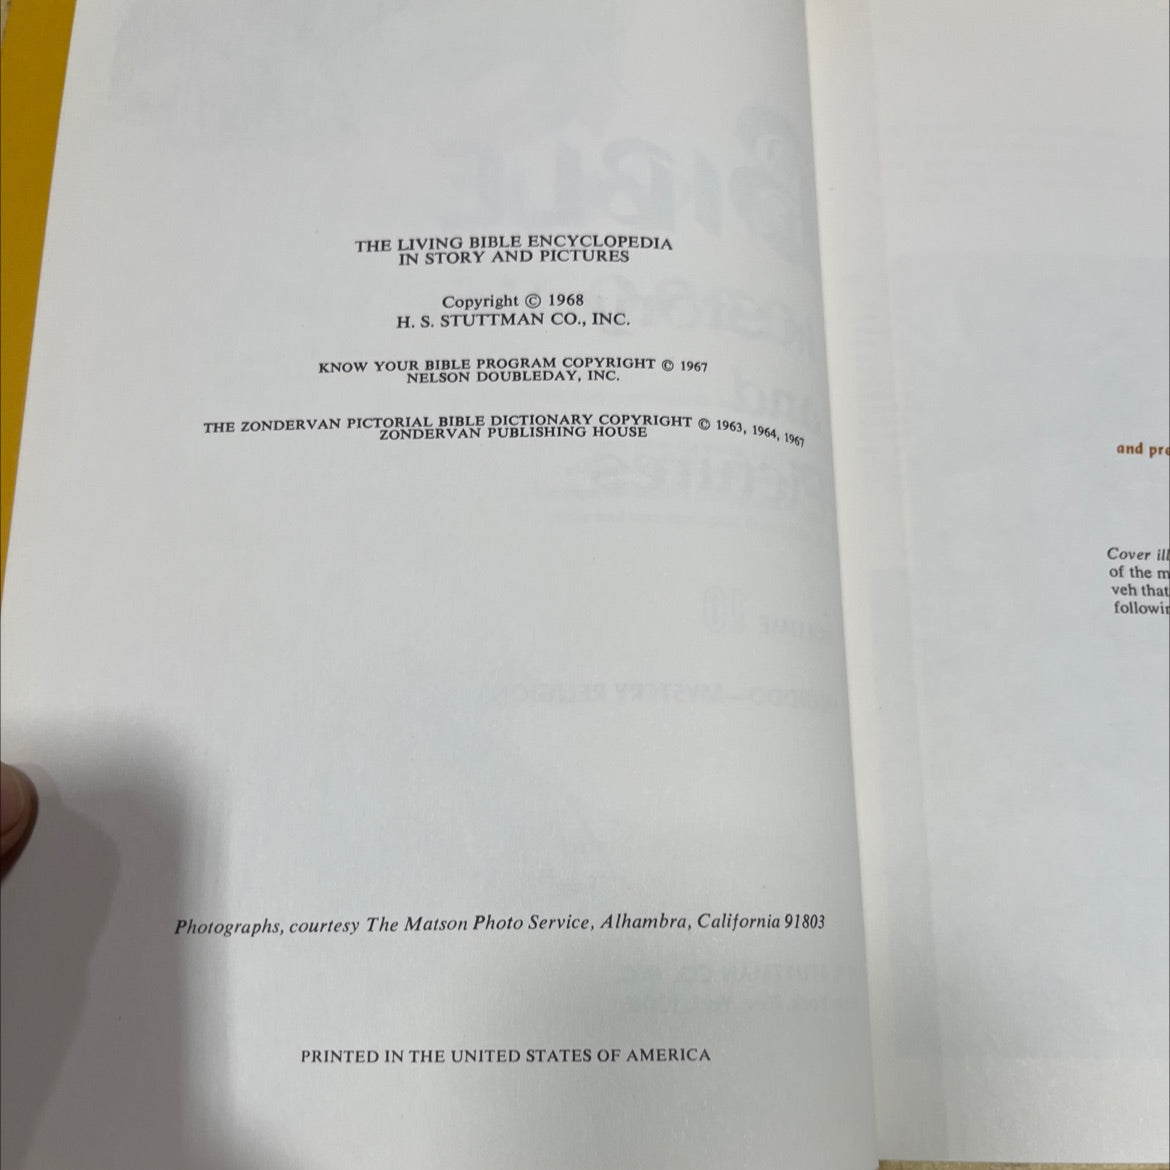 THE LIVING BIBLE ENCYCLOPEDIA
IN STORY AND PICTURES
Copyright © 1968
H. S. STUTTMAN CO., INC.
KNOW YOUR BIBLE PROGRAM COPYRIGHT © 1967
NELSON DOUBLEDAY, INC.
THE ZONDERVAN PICTORIAL BIBLE DICTIONARY COPYRIGHT © 1963, 1964, 1967
ZONDERVAN PUBLISHING HOUSE
Photographs, courtesy The Matson Photo Service, Alhambra, California 91803
PRINTED IN THE UNITED STATES OF AMERICA
and
Cover
of the
veh that